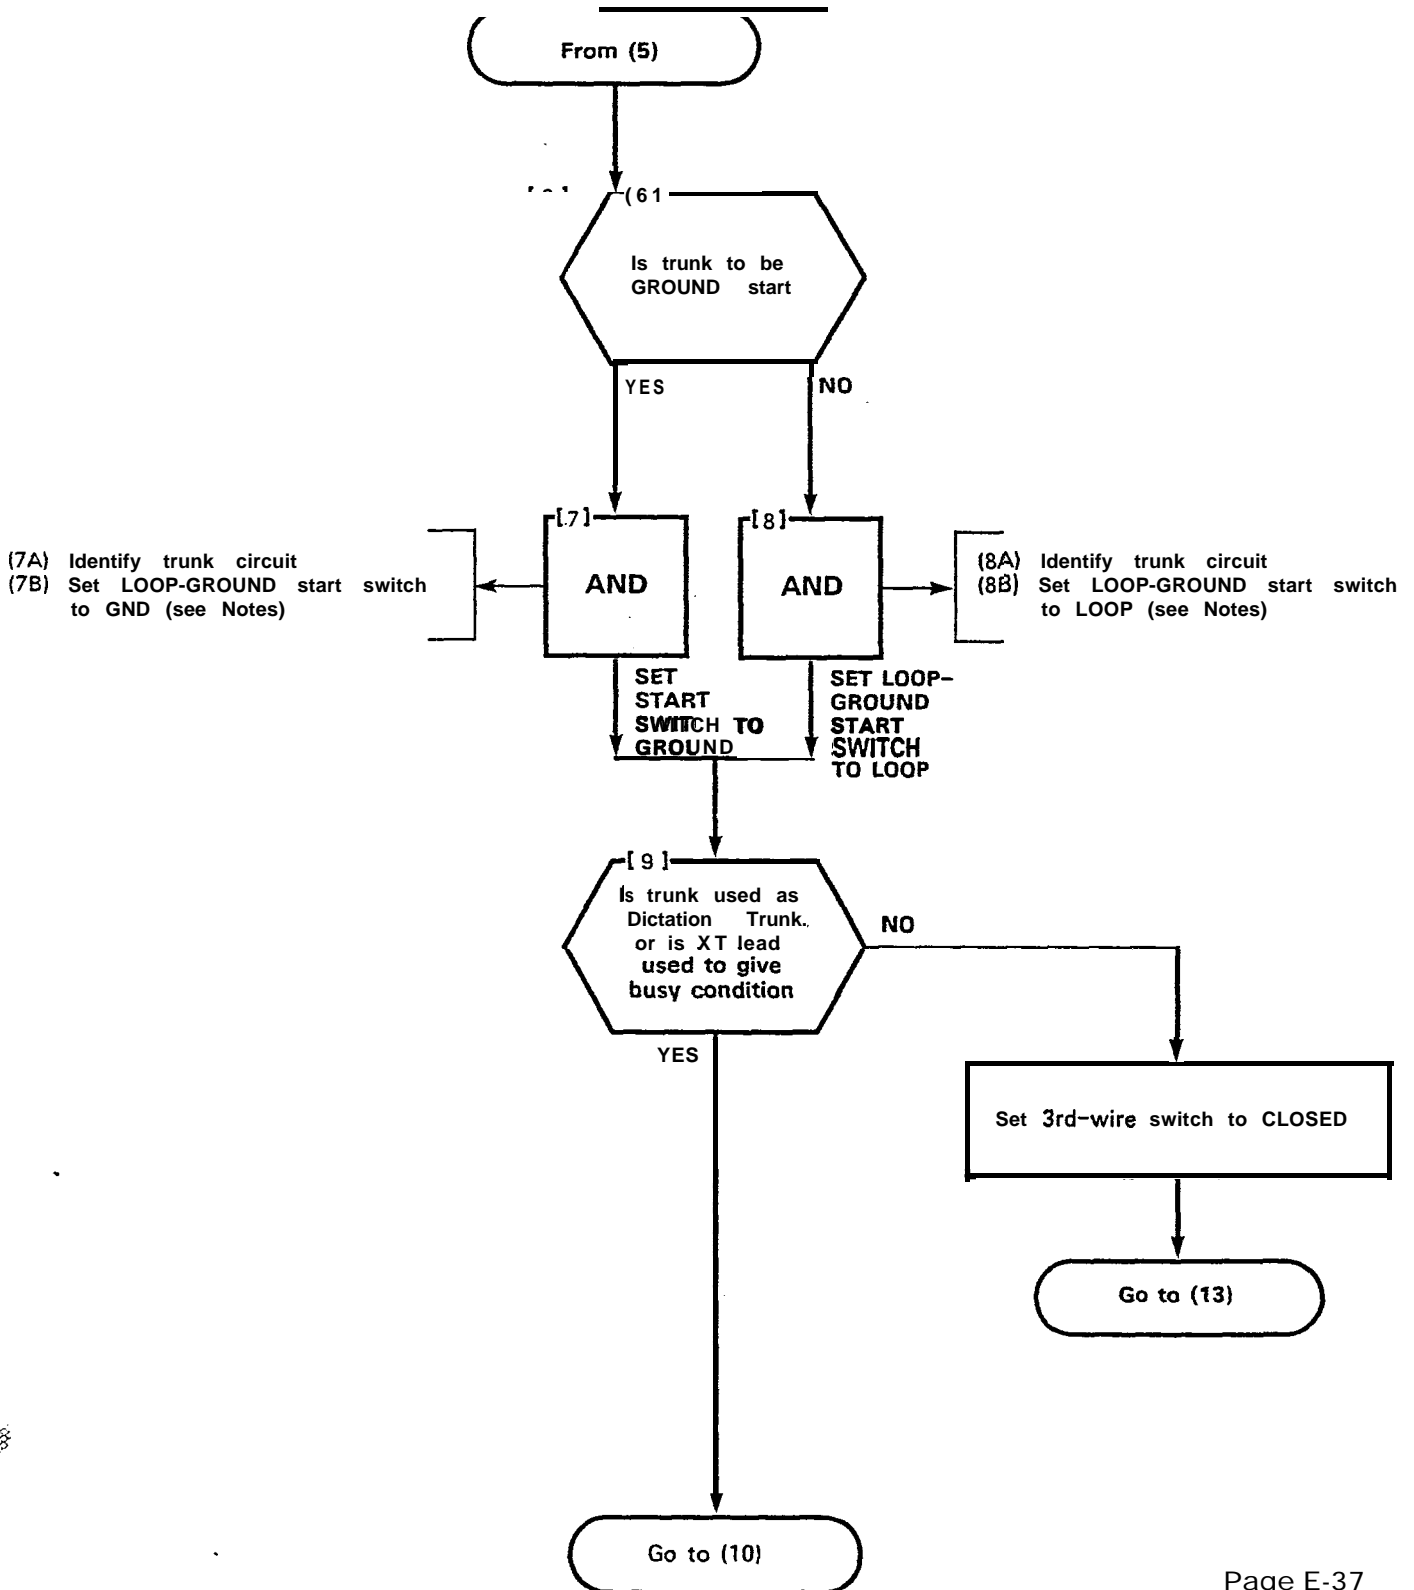 From (5)
(61
Is trunk to be
GROUND start
YES
NO
[7]
[8]
AND
AND
(7A) Identify trunk circuit
(7B) Set LOOP-GROUND start switch
to GND (see Notes)
(8A) Identify trunk circuit
(8B) Set LOOP-GROUND start switch
to LOOP (see Notes)
SET
START
SWITCH TO
GROUND
SET LOOP-
GROUND
START
SWITCH
TO LOOP
[9]
Is trunk used as
Dictation Trunk.,
or is XT lead
used to give
busy condition
NO
YES
Set 3rd-wire switch to CLOSED
Go to (13)
Go to (10)
Page E-37